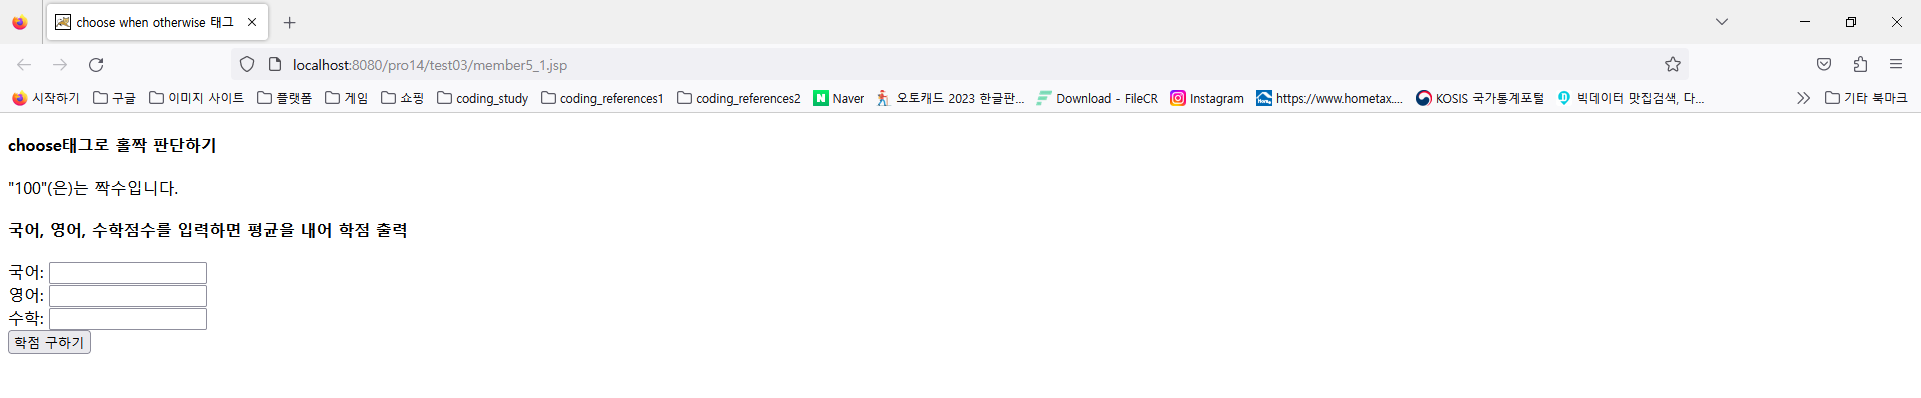 choose when otherwise 태그
localhost:8080/pro14/test03/member5_1.jsp
시작하기 구글 이미지 사이트 플랫폼 게임 쇼핑 coding_study coding_references1 coding_references2 Naver 오토캐드 2023 한글판... Download - FileCR Instagram https://www.hometax.... KOSIS 국가통계포털 빅데이터 맛집검색, 다... 기타 북마크
choose태그로 홀짝 판단하기
"100"(은)는 짝수입니다.
국어, 영어, 수학점수를 입력하면 평균을 내어 학점 출력
국어:
영어:
수학:
학점 구하기